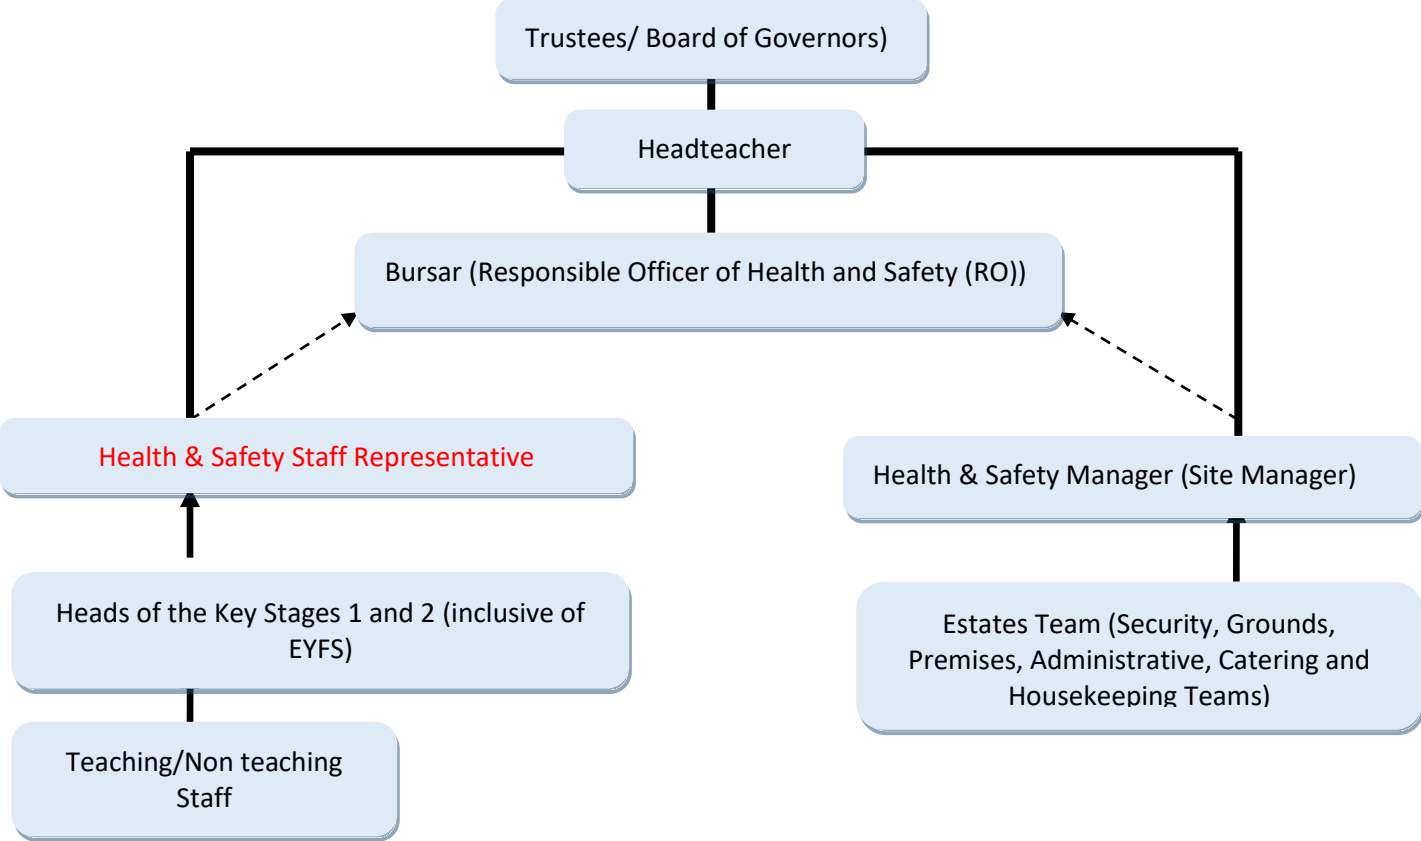 Trustees/ Board of Governors)
Headteacher
Bursar (Responsible Officer of Health and Safety (RO))
Health & Safety Staff Representative
Health & Safety Manager (Site Manager)
Heads of the Key Stages 1 and 2 (inclusive of
EYFS)
Estates Team (Security, Grounds,
Premises, Administrative, Catering and
Housekeeping Teams)
Teaching/Non teaching
Staff